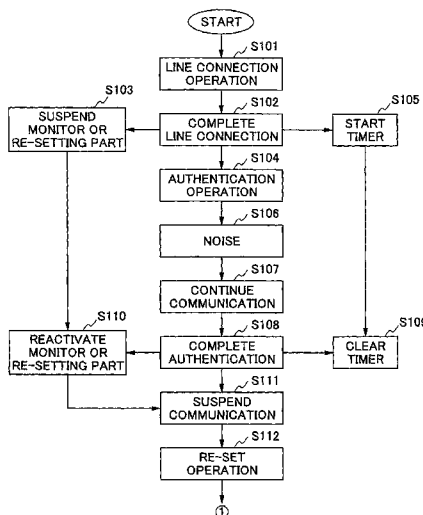 START
S101
LINE CONNECTION
OPERATION
S103
SUSPEND
MONITOR OR
RE-SETTING PART
S102
COMPLETE
LINE CONNECTION
S105
START
TIMER
S104
AUTHENTICATION
OPERATION
S106
NOISE
S107
CONTINUE
COMMUNICATION
S110
REACTIVATE
MONITOR OR
RE-SETTING PART
S108
COMPLETE
AUTHENTICATION
S109
CLEAR
TIMER
S111
SUSPEND
COMMUNICATION
S112
RE-SET
OPERATION
①